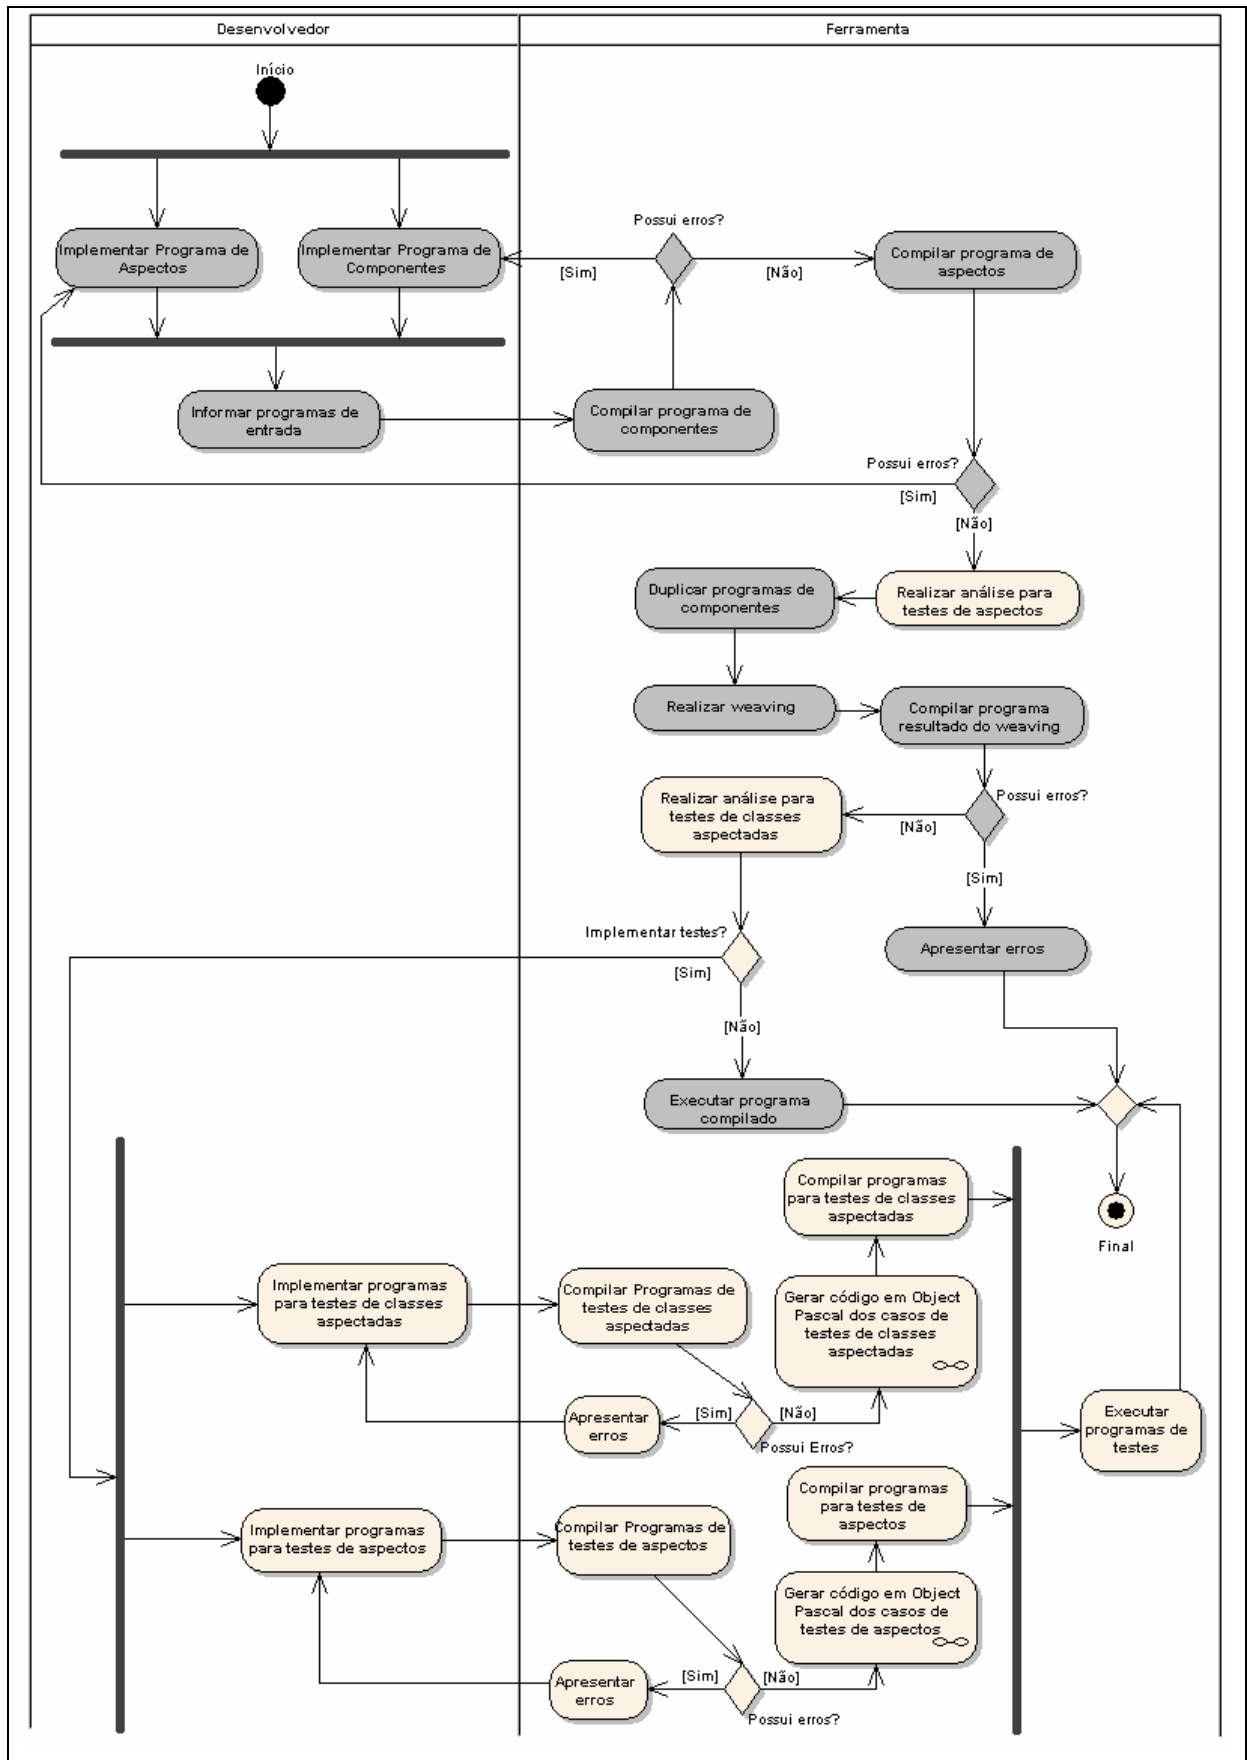 Desenvolvedor
Ferramenta
Início
Possui erros?
Implementar Programa de
Aspectos
Implementar Programa de
Componentes
[Sim]
[Não]
Compilar programa de
aspectos
Informar programas de
entrada
Compilar programa de
componentes
Possui erros?
[Sim]
[Não]
Duplicar programas de
componentes
Realizar análise para
testes de aspectos
Realizar weaving
Compilar programa
resultado do weaving
Realizar análise para
testes de classes
aspectadas
Possui erros?
[Não]
[Sim]
Implementar testes?
[Sim]
Apresentar erros
[Não]
Executar programa
compilado
Compilar programas
para testes de classes
aspectadas
Final
Implementar programas
para testes de classes
aspectadas
Compilar Programas de
testes de classes
aspectadas
Gerar código em Object
Pascal dos casos de
testes de classes
aspectadas
Apresentar
erros
[Sim]
[Não]
Possui Erros?
Executar
programas de
testes
Compilar programas
para testes de
aspectos
Implementar programas
para testes de aspectos
Compilar Programas de
testes de aspectos
Gerar código em Object
Pascal dos casos de
testes de aspectos
Apresentar
erros
[Sim]
[Não]
Possui erros?